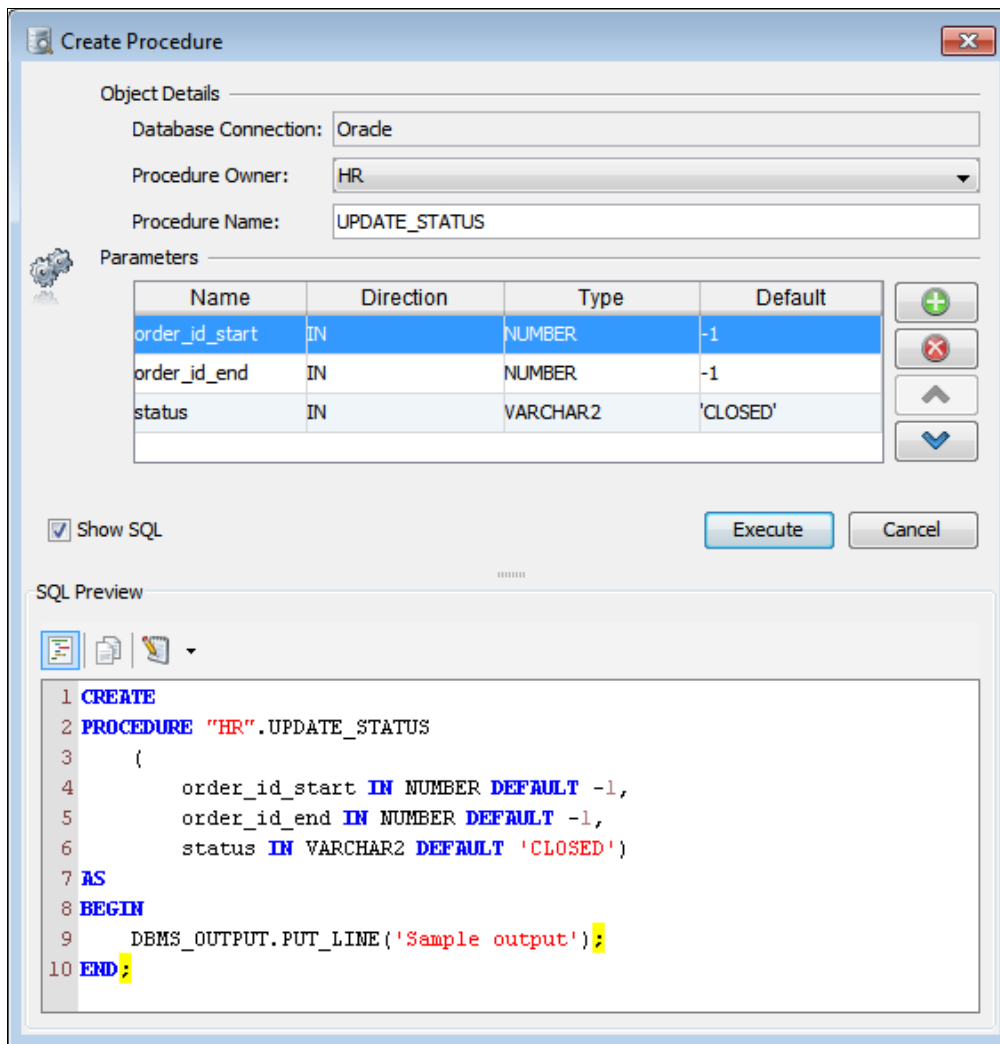 Create Procedure
Object Details
Database Connection: Oracle
Procedure Owner: HR
Procedure Name: UPDATE_STATUS
Parameters
Name Direction Type Default
order_id_start IN NUMBER -1
order_id_end IN NUMBER -1
status IN VARCHAR2 'CLOSED'
Show SQL Execute Cancel
SQL Preview
1 CREATE
2 PROCEDURE "HR".UPDATE_STATUS
3 (
4 order_id_start IN NUMBER DEFAULT -1,
5 order_id_end IN NUMBER DEFAULT -1,
6 status IN VARCHAR2 DEFAULT 'CLOSED')
7 AS
8 BEGIN
9 DBMS_OUTPUT.PUT_LINE('Sample output');
10 END;